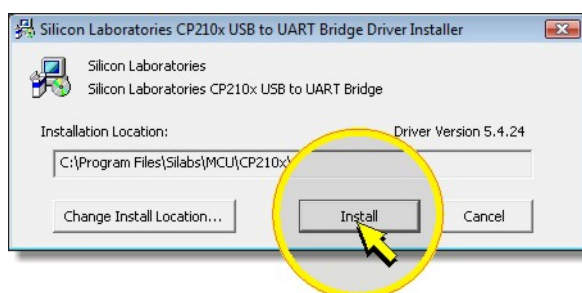 Silicon Laboratories CP210x USB to UART Bridge Driver Installer
Silicon Laboratories
Silicon Laboratories CP210x USB to UART Bridge
Installation Location: Driver Version 5.4.24
C:\Program Files\Silabs\MCU\CP210x\
Change Install Location... Install Cancel